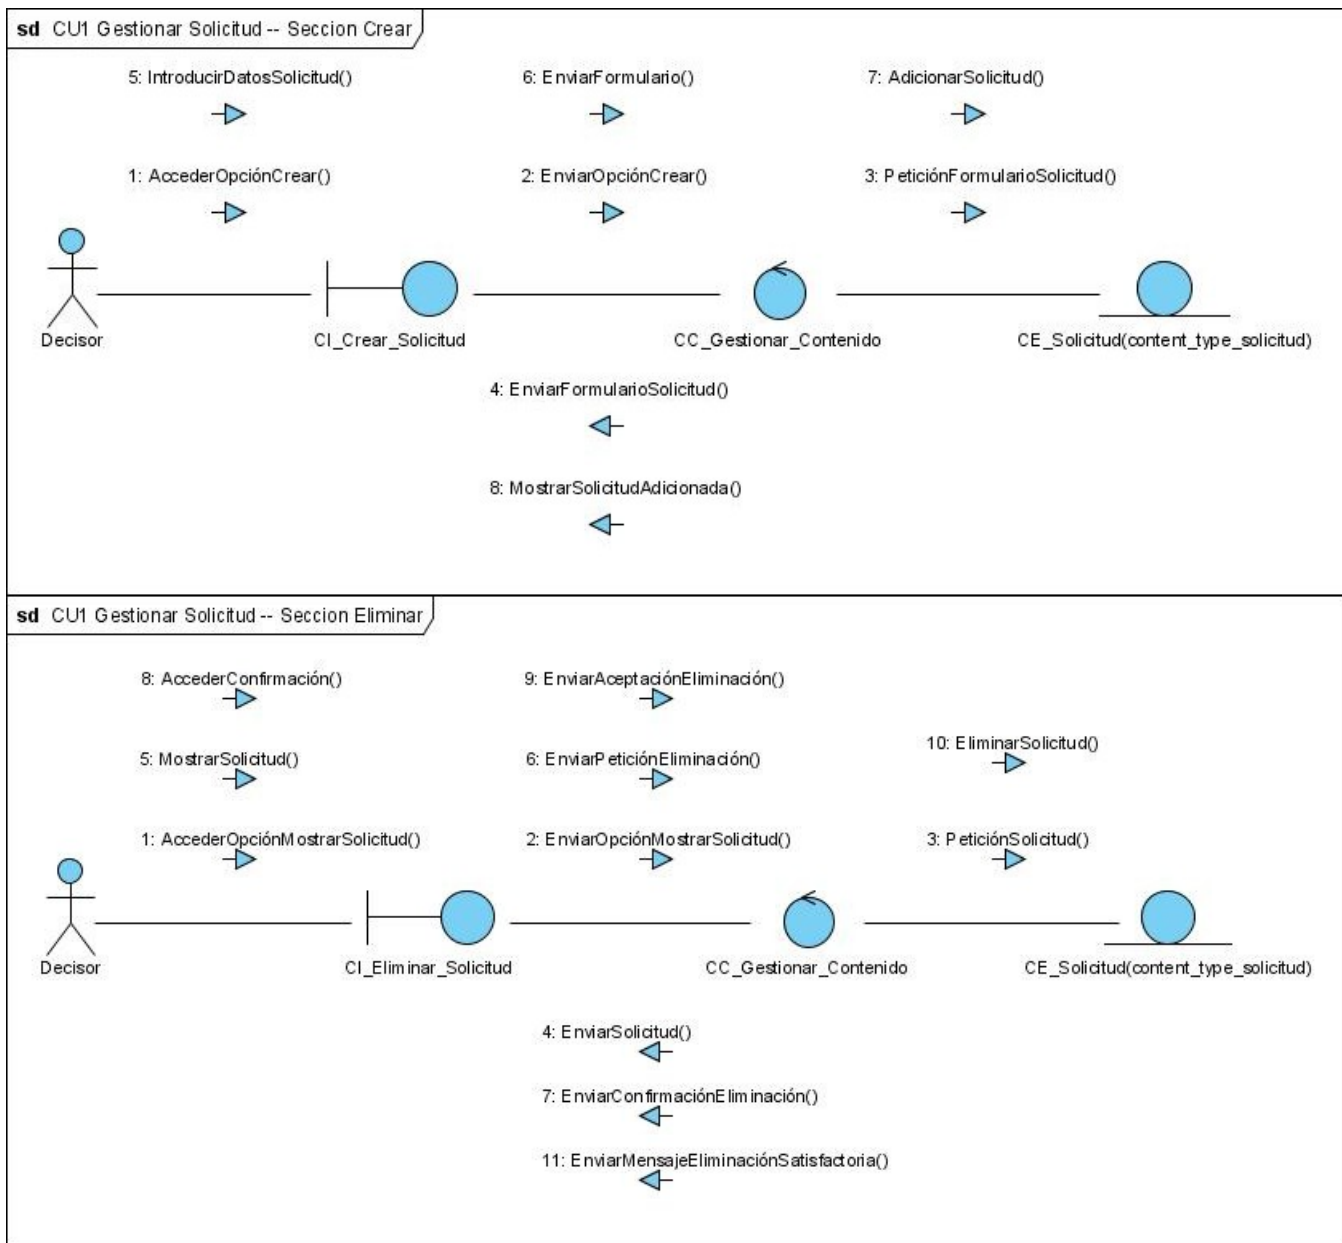 sd CU1 Gestionar Solicitud -- Seccion Crear
5: IntroducirDatosSolicitud()
6: EnviarFormulario()
7: AdicionarSolicitud()
1: AccederOpciónCrear()
2: EnviarOpciónCrear()
3: PeticiónFormularioSolicitud()
Decisor
CI_Crear_Solicitud
CC_Gestionar_Contenido
CE_Solicitud(content_type_solicitud)
4: EnviarFormularioSolicitud()
8: MostrarSolicitudAdicionada()
sd CU1 Gestionar Solicitud -- Seccion Eliminar
8: AccederConfirmación()
9: EnviarAceptaciónEliminación()
10: EliminarSolicitud()
5: MostrarSolicitud()
6: EnviarPeticiónEliminación()
1: AccederOpciónMostrarSolicitud()
2: EnviarOpciónMostrarSolicitud()
3: PeticiónSolicitud()
Decisor
CI_Eliminar_Solicitud
CC_Gestionar_Contenido
CE_Solicitud(content_type_solicitud)
4: EnviarSolicitud()
7: EnviarConfirmaciónEliminación()
11: EnviarMensajeEliminaciónSatisfactoria()